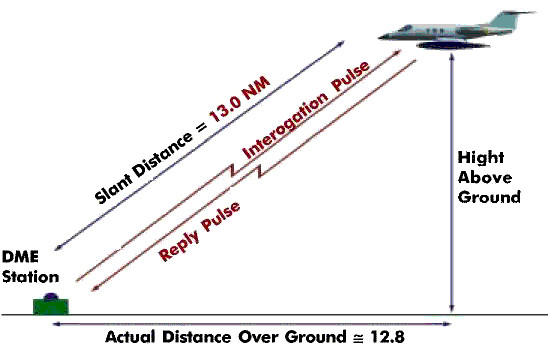 Slant Distance = 13.0 NM
Interogation Pulse
Reply Pulse
Hight
Above
Ground
DME
Station
Actual Distance Over Ground ≅ 12.8